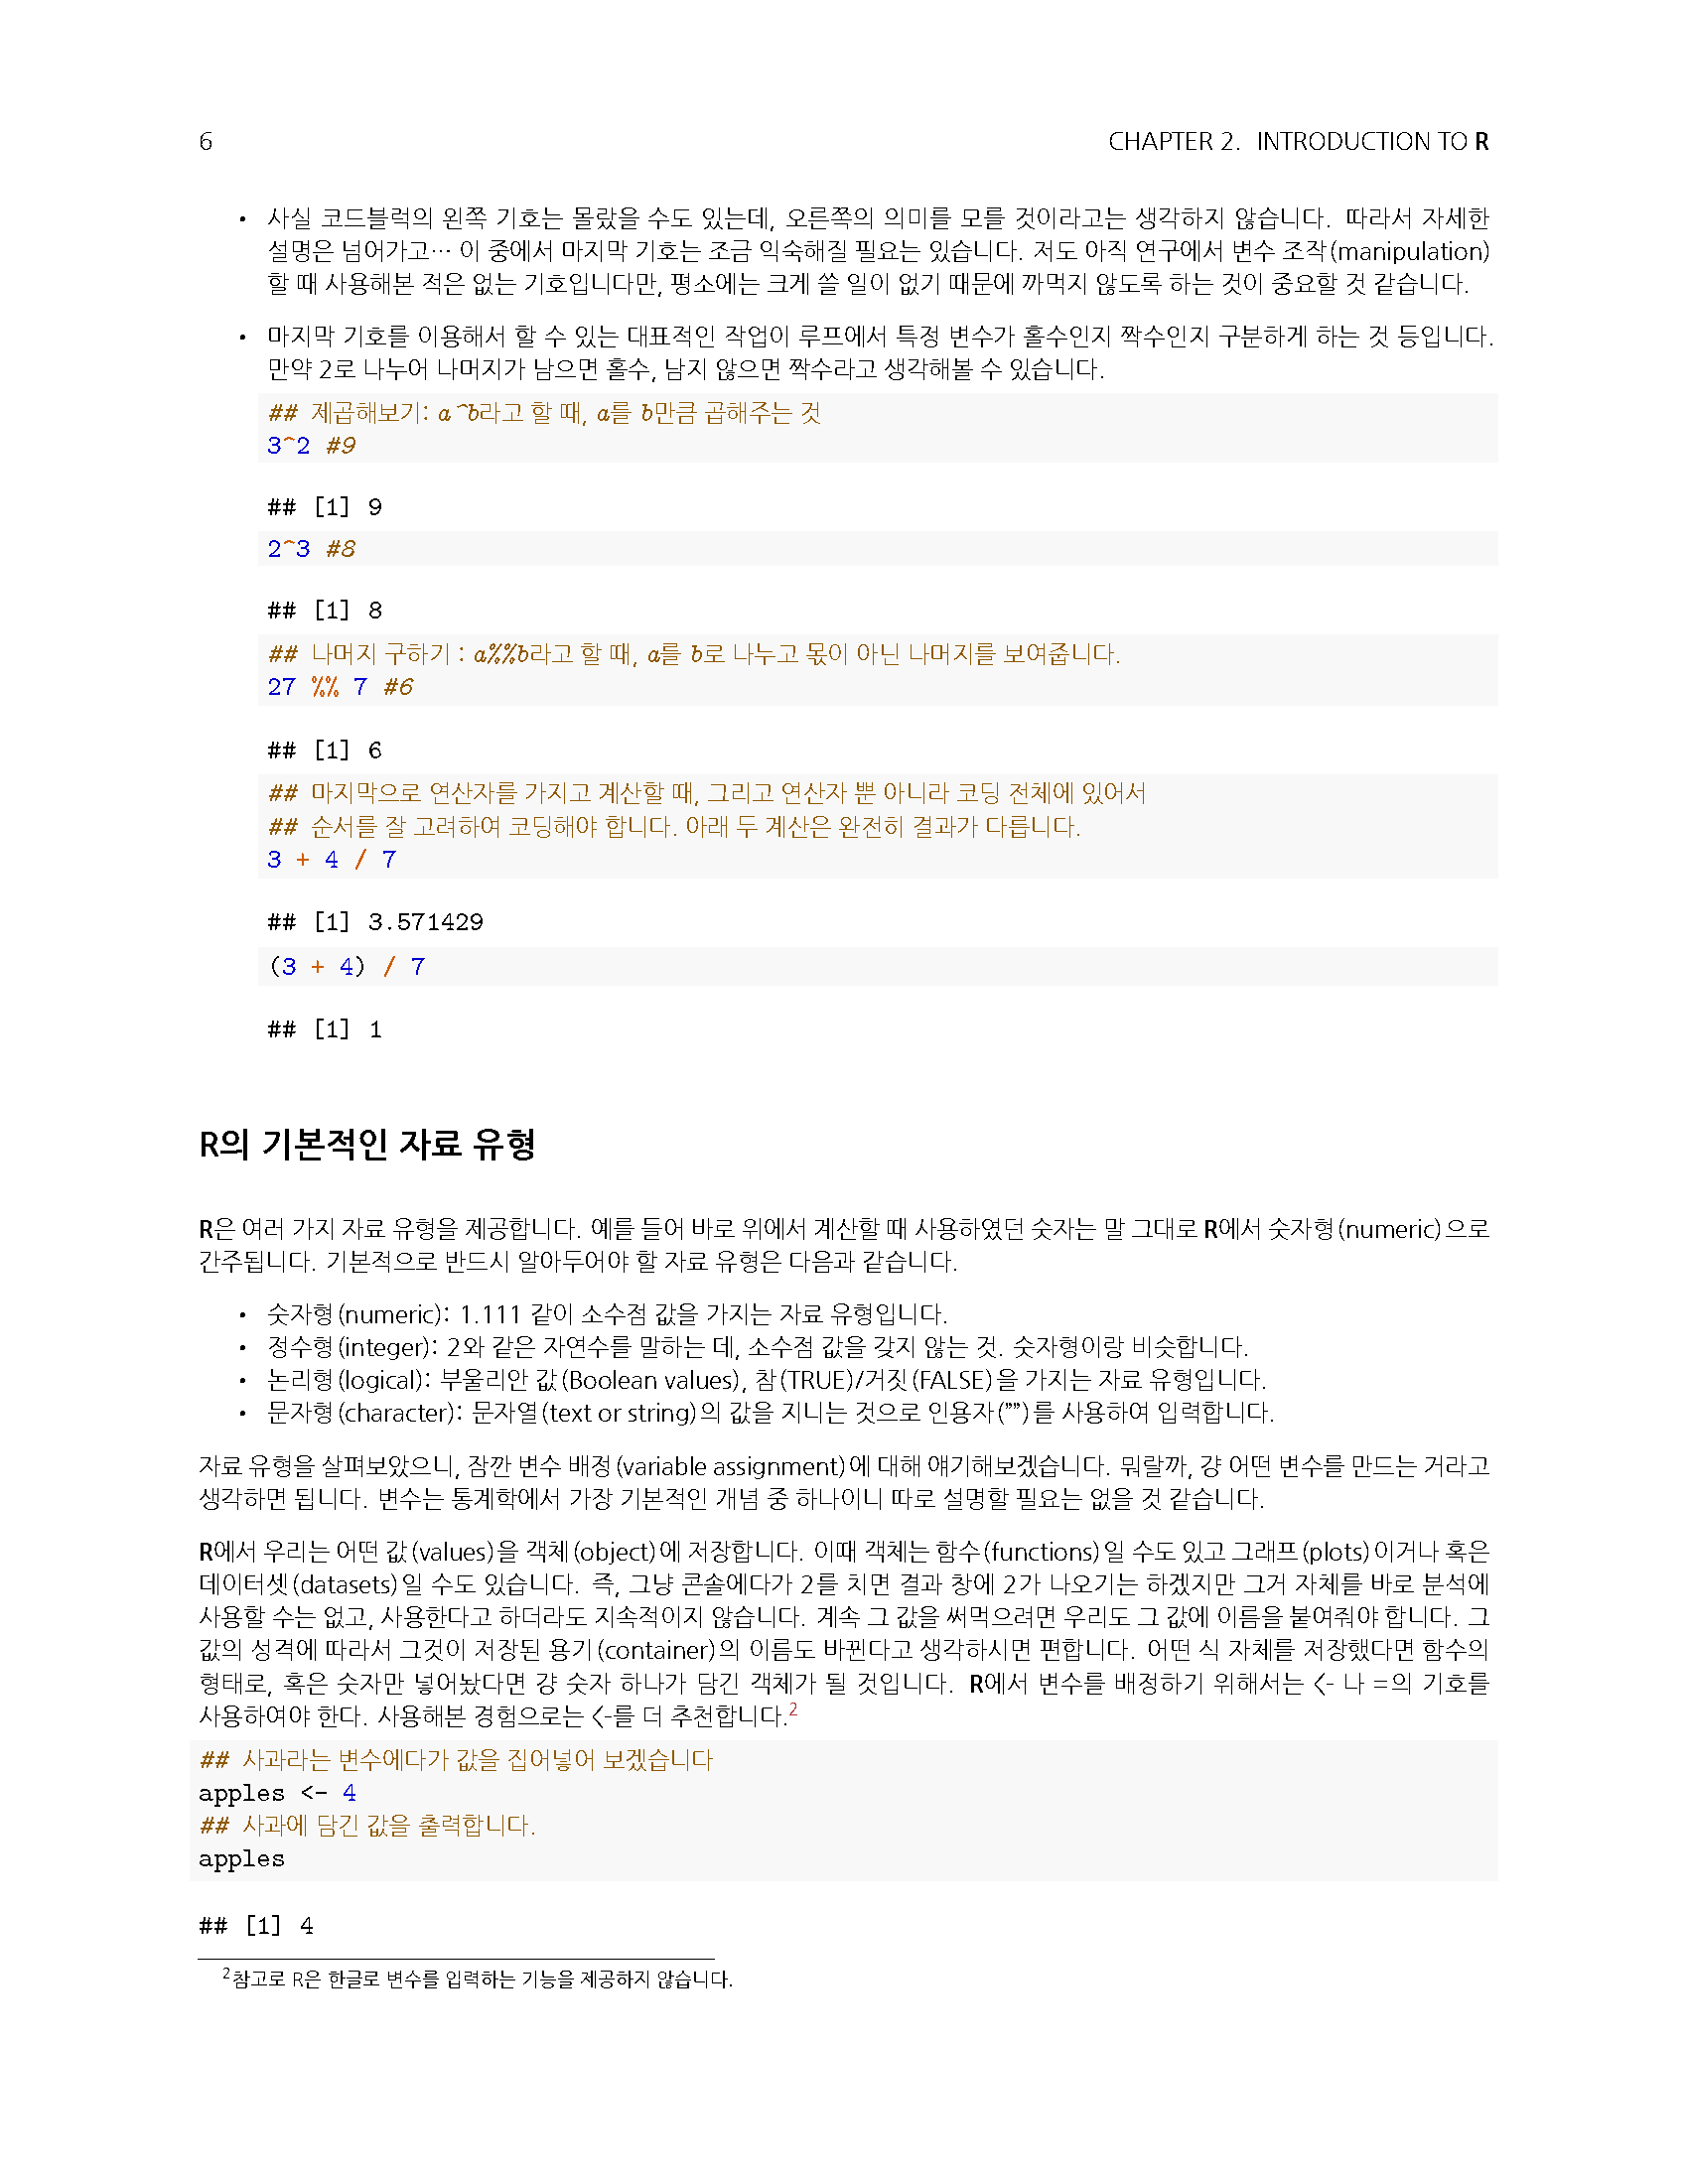 6 CHAPTER 2. INTRODUCTION TO R
• 사실 코드블럭의 왼쪽 기호는 몰랐을 수도 있는데, 오른쪽의 의미를 모를 것이라고는 생각하지 않습니다. 따라서 자세한
설명은 넘어가고… 이 중에서 마지막 기호는 조금 익숙해질 필요는 있습니다. 저도 아직 연구에서 변수 조작(manipulation)
할 때 사용해본 적은 없는 기호입니다만, 평소에는 크게 쓸 일이 없기 때문에 까먹지 않도록 하는 것이 중요할 것 같습니다.
• 마지막 기호를 이용해서 할 수 있는 대표적인 작업이 루프에서 특정 변수가 홀수인지 짝수인지 구분하게 하는 것 등입니다.
만약 2로 나누어 나머지가 남으면 홀수, 남지 않으면 짝수라고 생각해볼 수 있습니다.
## 제곱해보기: a^b라고 할 때, a를 b만큼 곱해주는 것
3^2 #9
## [1] 9
2^3 #8
## [1] 8
## 나머지 구하기 : a%%b라고 할 때, a를 b로 나누고 몫이 아닌 나머지를 보여줍니다.
27 %% 7 #6
## [1] 6
## 마지막으로 연산자를 가지고 계산할 때, 그리고 연산자 뿐 아니라 코딩 전체에 있어서
## 순서를 잘 고려하여 코딩해야 합니다. 아래 두 계산은 완전히 결과가 다릅니다.
3 + 4 / 7
## [1] 3.571429
(3 + 4) / 7
## [1] 1
R의 기본적인 자료 유형
R은 여러 가지 자료 유형을 제공합니다. 예를 들어 바로 위에서 계산할 때 사용하였던 숫자는 말 그대로 R에서 숫자형(numeric)으로
간주됩니다. 기본적으로 반드시 알아두어야 할 자료 유형은 다음과 같습니다.
• 숫자형(numeric): 1.111 같이 소수점 값을 가지는 자료 유형입니다.
• 정수형(integer): 2와 같은 자연수를 말하는 데, 소수점 값을 갖지 않는 것. 숫자형이랑 비슷합니다.
• 논리형(logical): 부울리안 값(Boolean values), 참(TRUE)/거짓(FALSE)을 가지는 자료 유형입니다.
• 문자형(character): 문자열(text or string)의 값을 지니는 것으로 인용자(””)를 사용하여 입력합니다.
자료 유형을 살펴보았으니, 잠깐 변수 배정(variable assignment)에 대해 얘기해보겠습니다. 뭐랄까, 걍 어떤 변수를 만드는 거라고
생각하면 됩니다. 변수는 통계학에서 가장 기본적인 개념 중 하나이니 따로 설명할 필요는 없을 것 같습니다.
R에서 우리는 어떤 값(values)을 객체(object)에 저장합니다. 이때 객체는 함수(functions)일 수도 있고 그래프(plots)이거나 혹은
데이터셋(datasets)일 수도 있습니다. 즉, 그냥 콘솔에다가 2를 치면 결과 창에 2가 나오기는 하겠지만 그거 자체를 바로 분석에
사용할 수는 없고, 사용한다고 하더라도 지속적이지 않습니다. 계속 그 값을 써먹으려면 우리도 그 값에 이름을 붙여줘야 합니다. 그
값의 성격에 따라서 그것이 저장된 용기(container)의 이름도 바뀐다고 생각하시면 편합니다. 어떤 식 자체를 저장했다면 함수의
형태로, 혹은 숫자만 넣어놨다면 걍 숫자 하나가 담긴 객체가 될 것입니다. R에서 변수를 배정하기 위해서는 <- 나 =의 기호를
사용하여야 한다. 사용해본 경험으로는 <-를 더 추천합니다.2
## 사과라는 변수에다가 값을 집어넣어 보겠습니다
apples <- 4
## 사과에 담긴 값을 출력합니다.
apples
## [1] 4
2참고로 R은 한글로 변수를 입력하는 기능을 제공하지 않습니다.